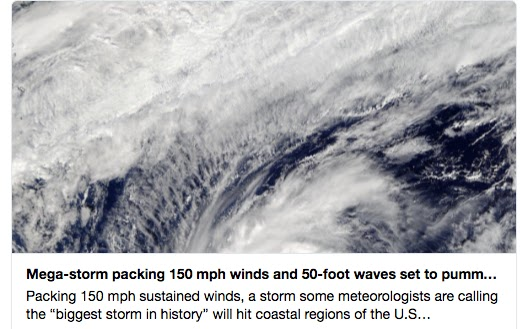 Mega-storm packing 150 mph winds and 50-foot waves set to pumm...
Packing 150 mph sustained winds, a storm some meteorologists are calling
the “biggest storm in history” will hit coastal regions of the U.S...